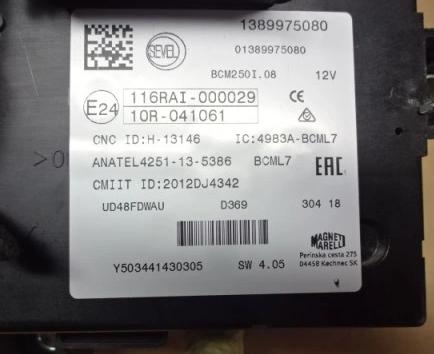 1389975080
SEVEL
01389975080
BCM250I.08 12V
E24
116RAI-000029
10R-041061
CE
CNC ID:H-13146 IC:4983A-BCML7
ANATEL4251-13-5386 BCML7
EAC
CMIIT ID:2012DJ4342
UD48FDWAU D369 304 18
MAGNETI
MARELLI
Perinska cesta 275
04458 Kechnec SK
Y503441430305 SW 4.05
>O